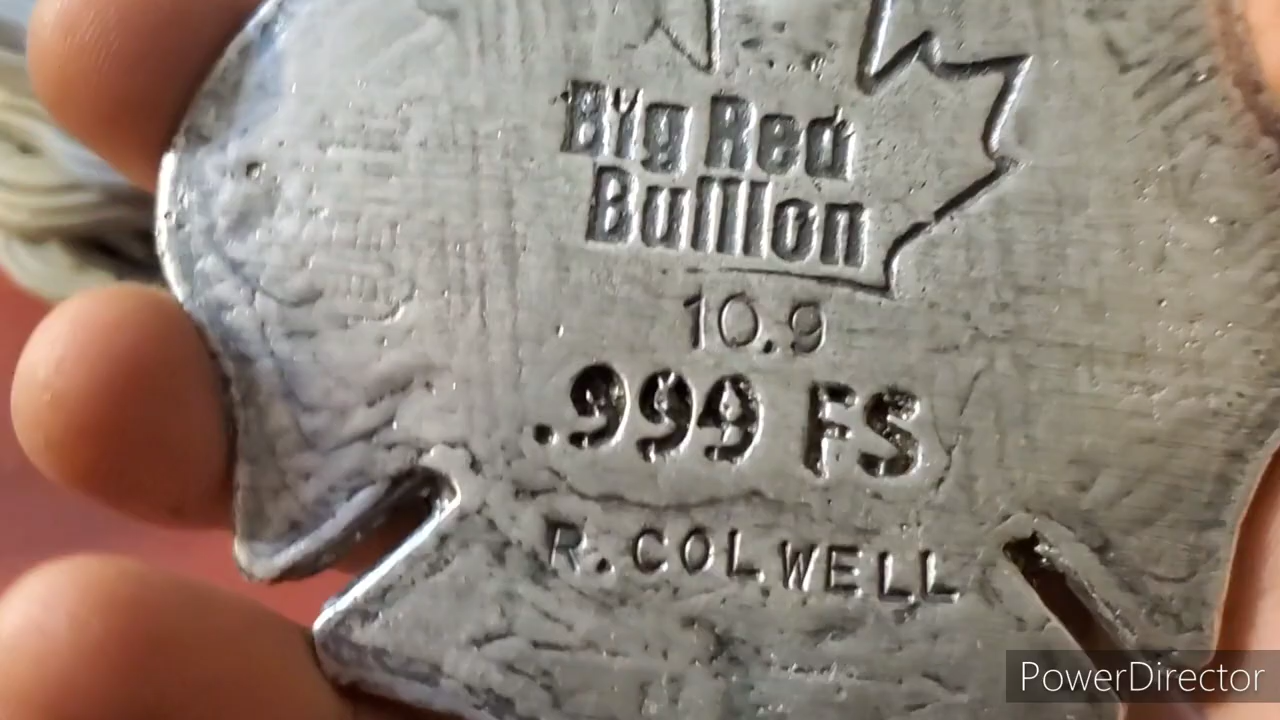 Big Red
Bullion
10.9
.999 FS
R.COLWELL
PowerDirector